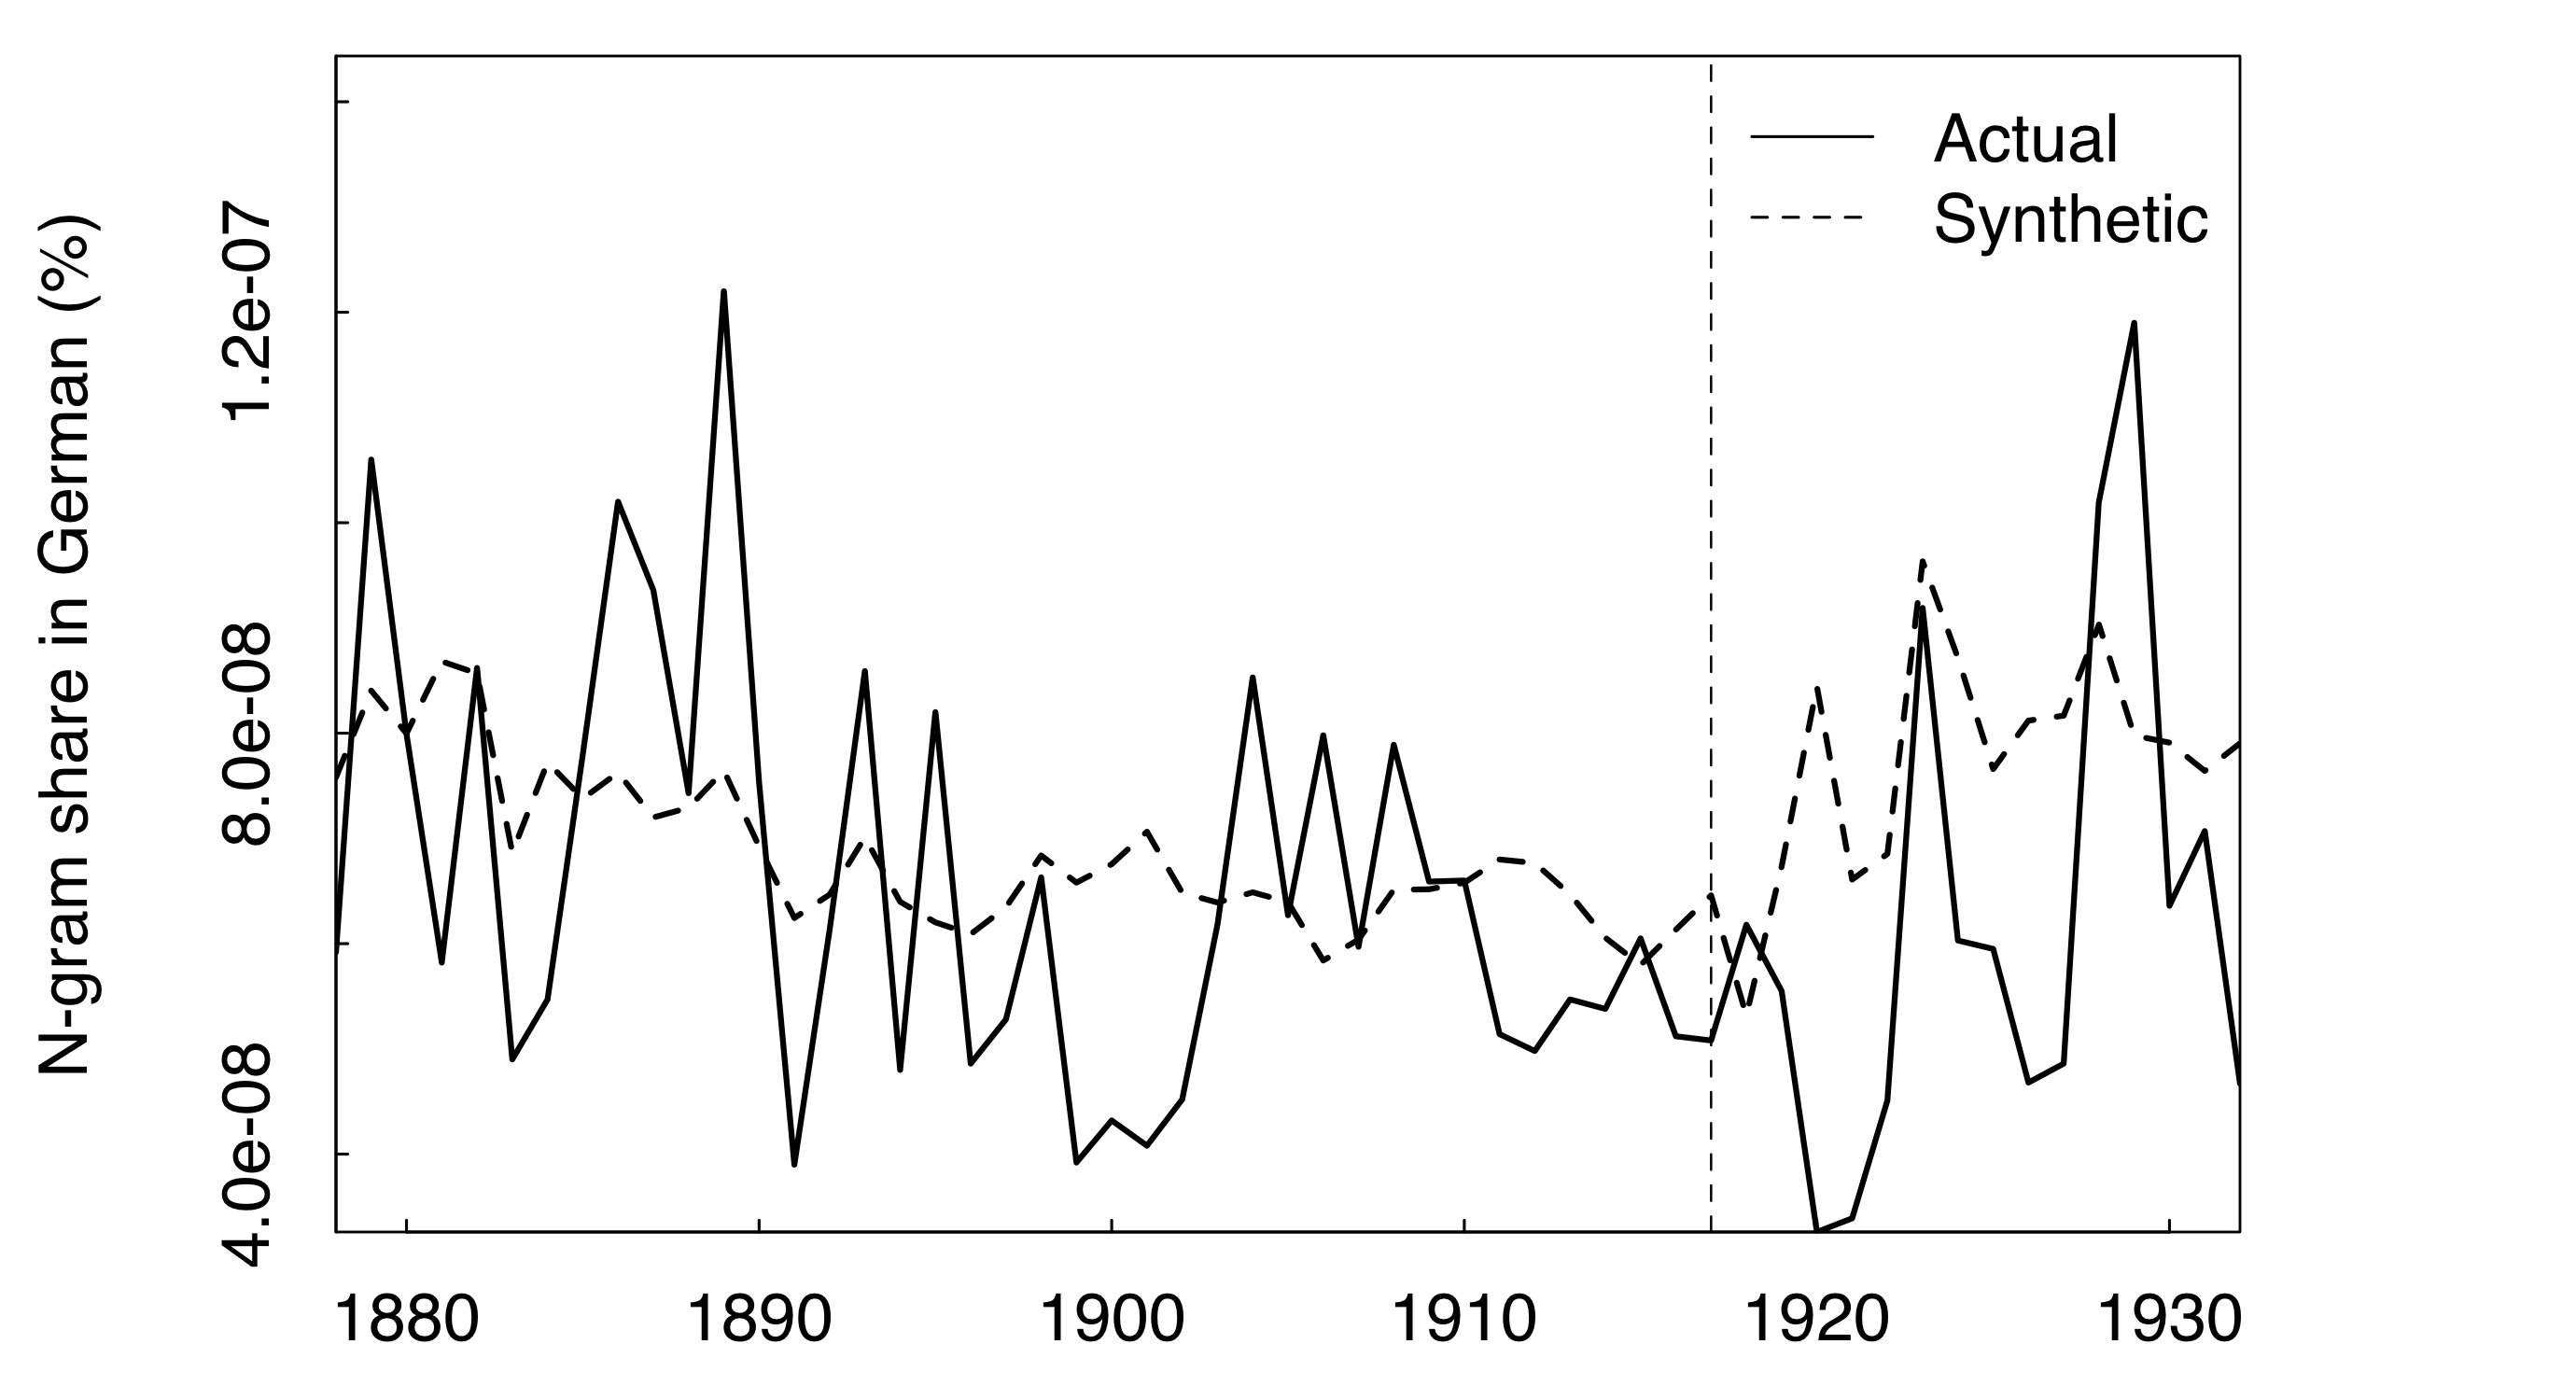 N-gram share in German (%)
1.2e-07
8.0e-08
4.0e-08
Actual
Synthetic
1880 1890 1900 1910 1920 1930